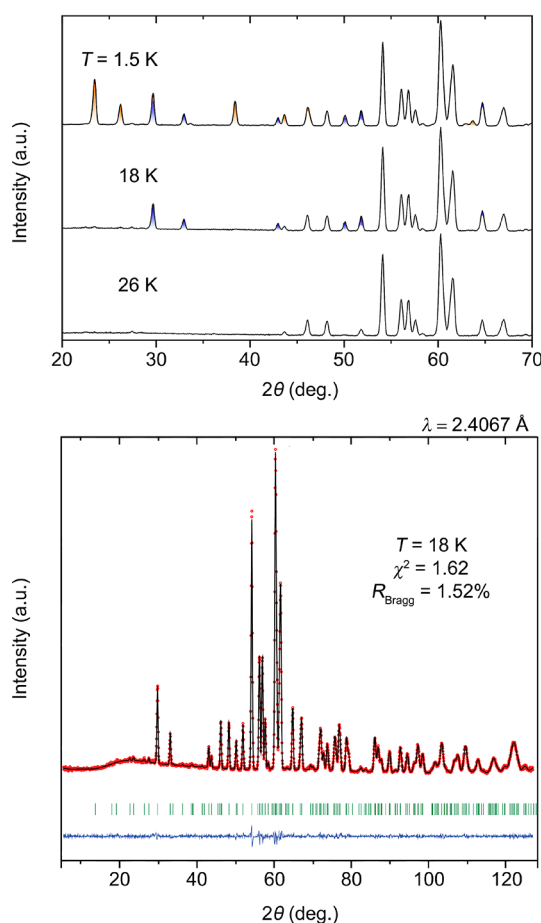 T = 1.5 K
18 K
26 K
Intensity (a.u.)
20 30 40 50 60 70
2θ (deg.)
λ = 2.4067 Å
T = 18 K
χ² = 1.62
R_Bragg = 1.52%
Intensity (a.u.)
20 40 60 80 100 120
2θ (deg.)